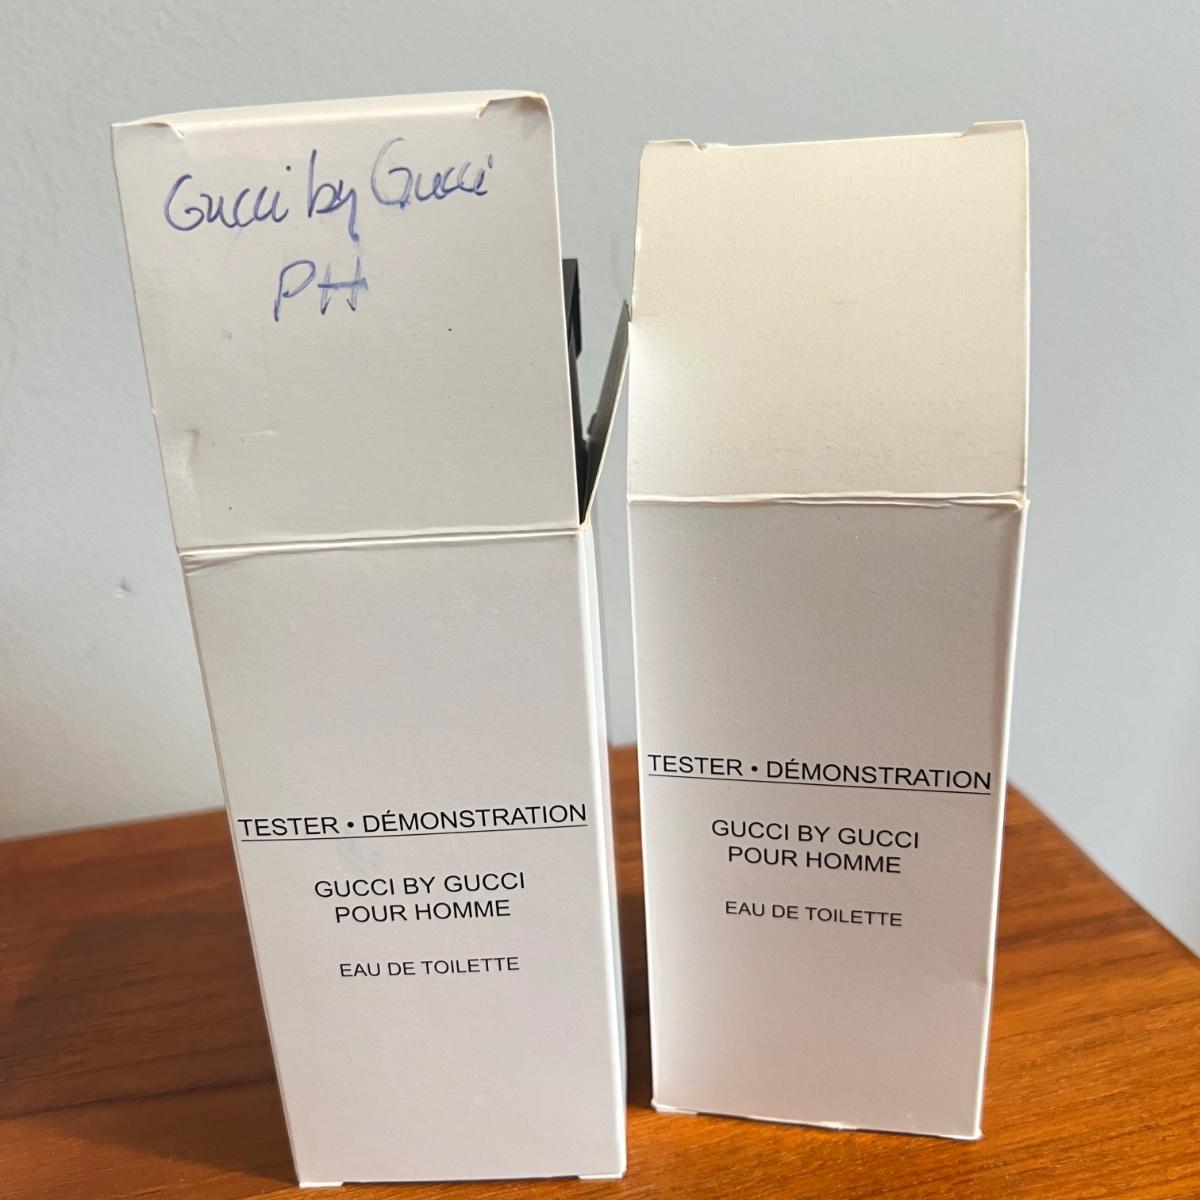 Gucci by Gucci
PH
TESTER • DÉMONSTRATION
GUCCI BY GUCCI
POUR HOMME
EAU DE TOILETTE
TESTER • DÉMONSTRATION
GUCCI BY GUCCI
POUR HOMME
EAU DE TOILETTE